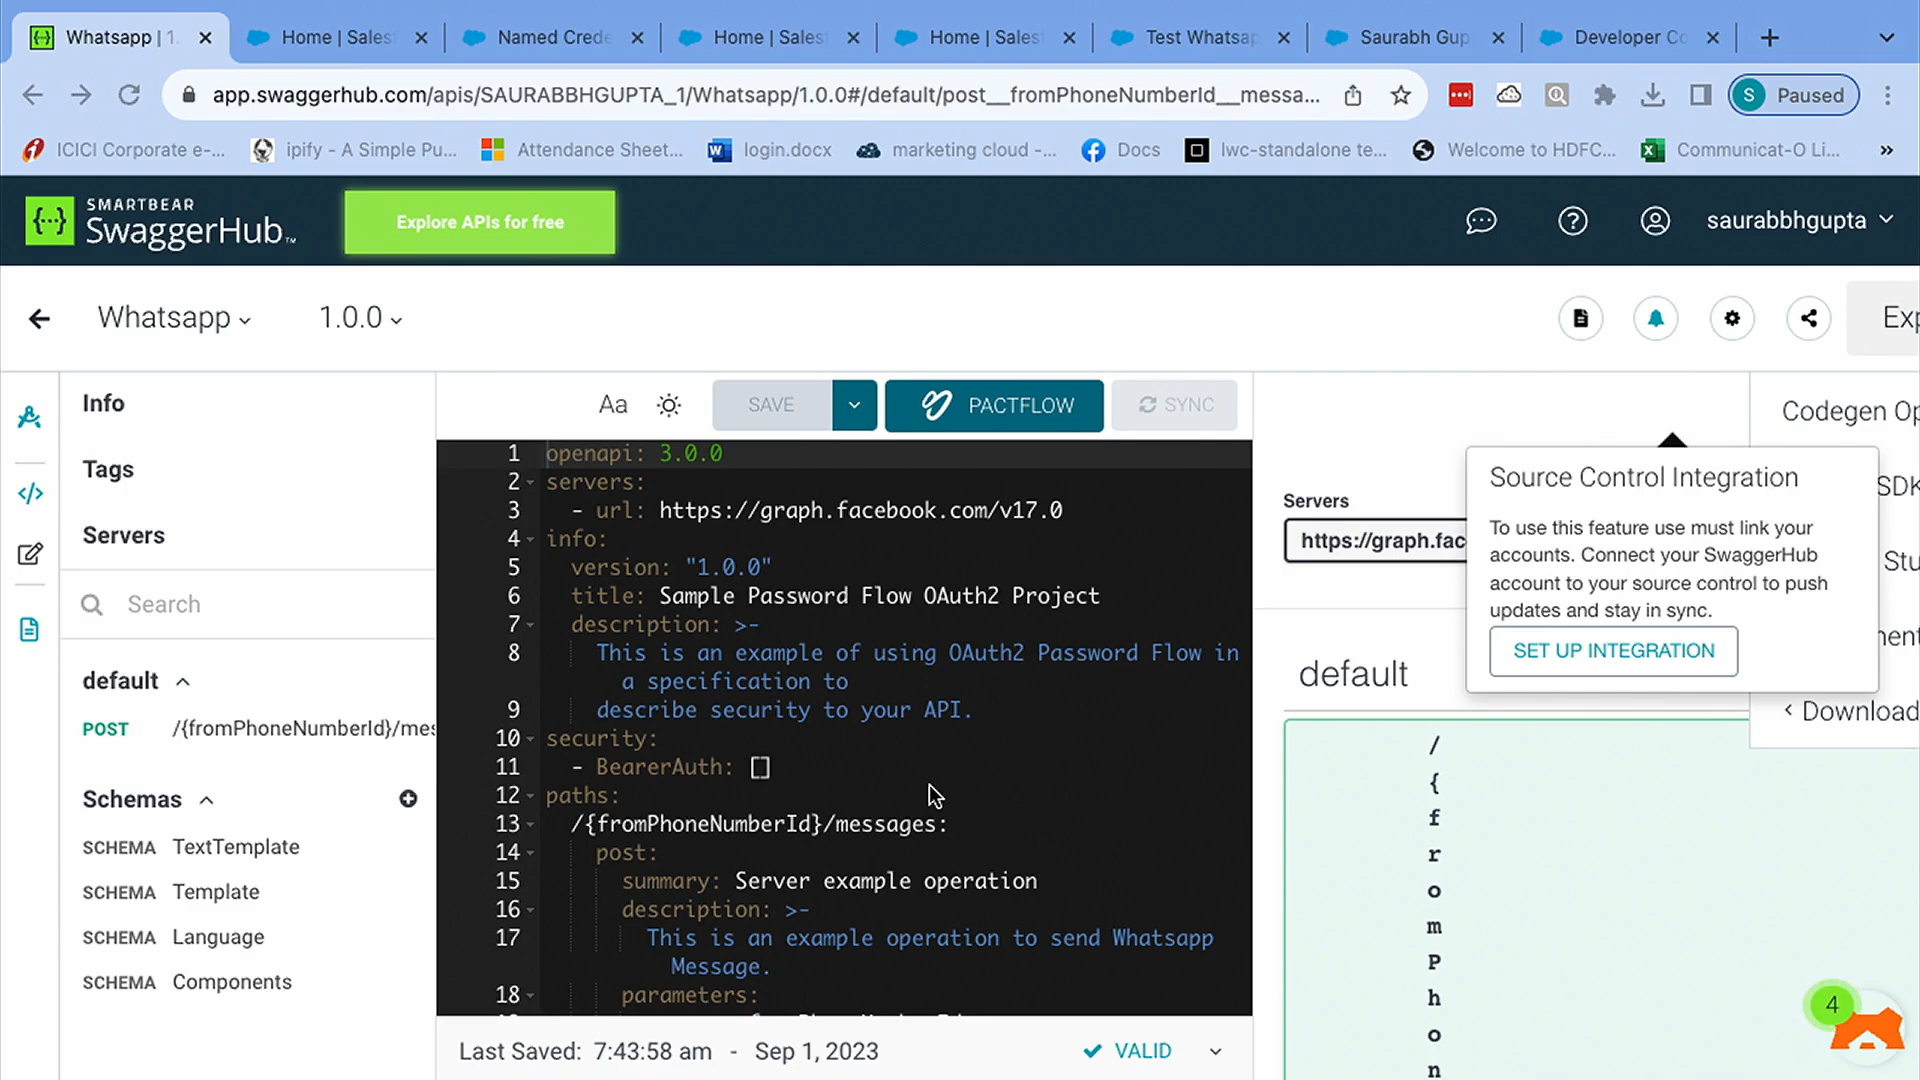 Whatsapp | 1.
Home | Sales
Named Crede
Home | Sales
Home | Sales
Test Whatsap
Saurabh Gup
Developer Co
app.swaggerhub.com/apis/SAURABBHGUPTA_1/Whatsapp/1.0.0#/default/post__fromPhoneNumberId__messa...
S Paused
ICICI Corporate e-...
ipify - A Simple Pu...
Attendance Sheet...
login.docx
marketing cloud -...
Docs
lwc-standalone te...
Welcome to HDFC...
Communicat-O Li...
»
SMARTBEAR
SwaggerHub™
Explore APIs for free
saurabbhgupta
Whatsapp
1.0.0
Exp
Info
Tags
Servers
Search
default
POST /{fromPhoneNumberId}/mes
Schemas
SCHEMA TextTemplate
SCHEMA Template
SCHEMA Language
SCHEMA Components
Aa
SAVE
PACTFLOW
SYNC
1 openapi: 3.0.0
2 servers:
3 - url: https://graph.facebook.com/v17.0
4 info:
5 version: "1.0.0"
6 title: Sample Password Flow OAuth2 Project
7 description: >-
8 This is an example of using OAuth2 Password Flow in
a specification to
9 describe security to your API.
10 security:
11 - BearerAuth: []
12 paths:
13 /{fromPhoneNumberId}/messages:
14 post:
15 summary: Server example operation
16 description: >-
17 This is an example operation to send Whatsapp
Message.
18 parameters:
Last Saved: 7:43:58 am - Sep 1, 2023
VALID
Servers
https://graph.fac
default
/
{
f
r
o
m
P
h
o
n
Codegen Op
SDK
Stu
nent
Download
Source Control Integration
To use this feature use must link your
accounts. Connect your SwaggerHub
account to your source control to push
updates and stay in sync.
SET UP INTEGRATION
4